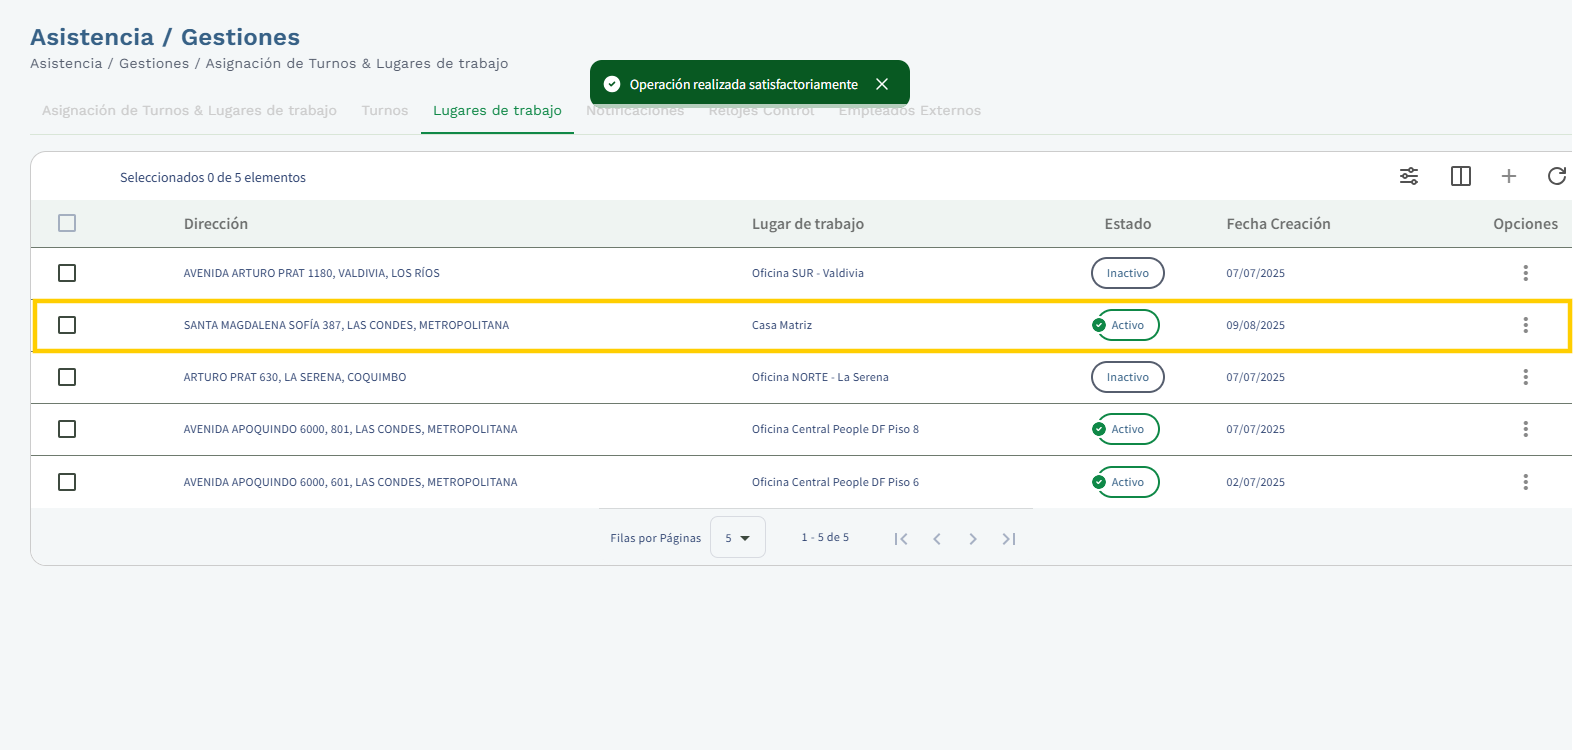 Asistencia / Gestiones
Asistencia / Gestiones / Asignación de Turnos & Lugares de trabajo
Operación realizada satisfactoriamente
Asignación de Turnos & Lugares de trabajo Turnos Lugares de trabajo Notificaciones Relojes Control Empleados Externos
Seleccionados 0 de 5 elementos
Dirección Lugar de trabajo Estado Fecha Creación Opciones
AVENIDA ARTURO PRAT 1180, VALDIVIA, LOS RÍOS Oficina SUR - Valdivia Inactivo 07/07/2025
SANTA MAGDALENA SOFÍA 387, LAS CONDES, METROPOLITANA Casa Matriz Activo 09/08/2025
ARTURO PRAT 630, LA SERENA, COQUIMBO Oficina NORTE - La Serena Inactivo 07/07/2025
AVENIDA APOQUINDO 6000, 801, LAS CONDES, METROPOLITANA Oficina Central People DF Piso 8 Activo 07/07/2025
AVENIDA APOQUINDO 6000, 601, LAS CONDES, METROPOLITANA Oficina Central People DF Piso 6 Activo 02/07/2025
Filas por Páginas 5 1 - 5 de 5